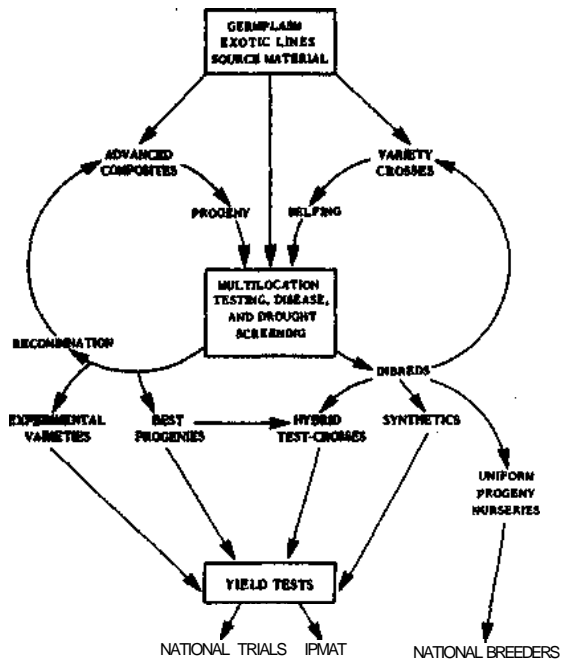 GERMPLASM
EXOTIC LINES
SOURCE MATERIAL
ADVANCED
COMPOSITES
VARIETY
CROSSES
PROGENY
SELFING
MULTILOCATION
TESTING, DISEASE,
AND DROUGHT
SCREENING
RECOMBINATION
INBREDS
EXPERIMENTAL
VARIETIES
BEST
PROGENIES
HYBRID
TEST-CROSSES
SYNTHETICS
UNIFORM
PROGENY
NURSERIES
YIELD TESTS
NATIONAL TRIALS
IPMAT
NATIONAL BREEDERS